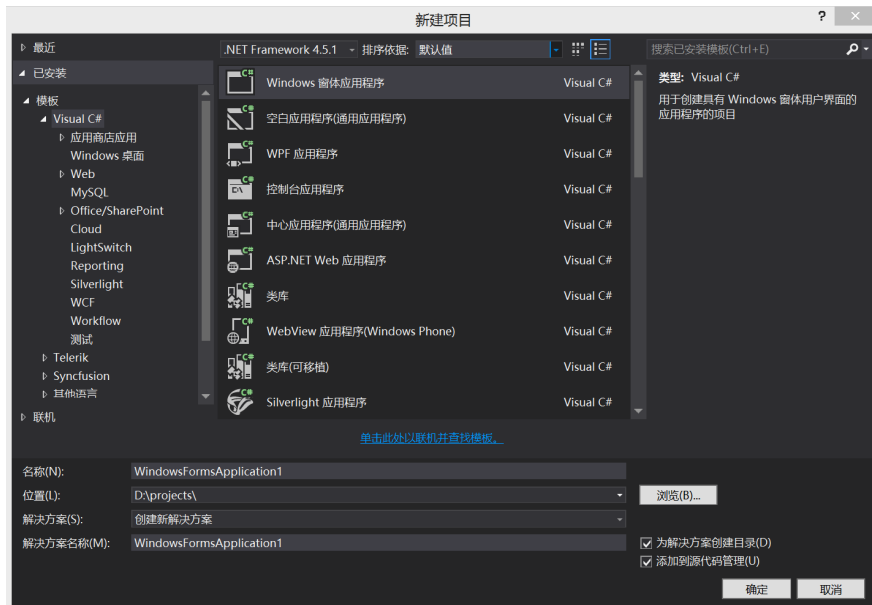 新建项目
?
最近
.NET Framework 4.5.1 排序依据: 默认值
搜索已安装模板(Ctrl+E)
已安装
模板
Visual C#
应用商店应用
Windows 桌面
Web
MySQL
Office/SharePoint
Cloud
LightSwitch
Reporting
Silverlight
WCF
Workflow
测试
Telerik
Syncfusion
其他语言
联机
Windows 窗体应用程序 Visual C#
空白应用程序(通用应用程序) Visual C#
WPF 应用程序 Visual C#
控制台应用程序 Visual C#
中心应用程序(通用应用程序) Visual C#
ASP.NET Web 应用程序 Visual C#
类库 Visual C#
WebView 应用程序(Windows Phone) Visual C#
类库(可移植) Visual C#
Silverlight 应用程序 Visual C#
单击此处以联机并查找模板。
类型: Visual C#
用于创建具有 Windows 窗体用户界面的
应用程序的项目
名称(N): WindowsFormsApplication1
位置(L): D:\projects\ 浏览(B)...
解决方案(S): 创建新解决方案
解决方案名称(M): WindowsFormsApplication1
为解决方案创建目录(D)
添加到源代码管理(U)
确定 取消